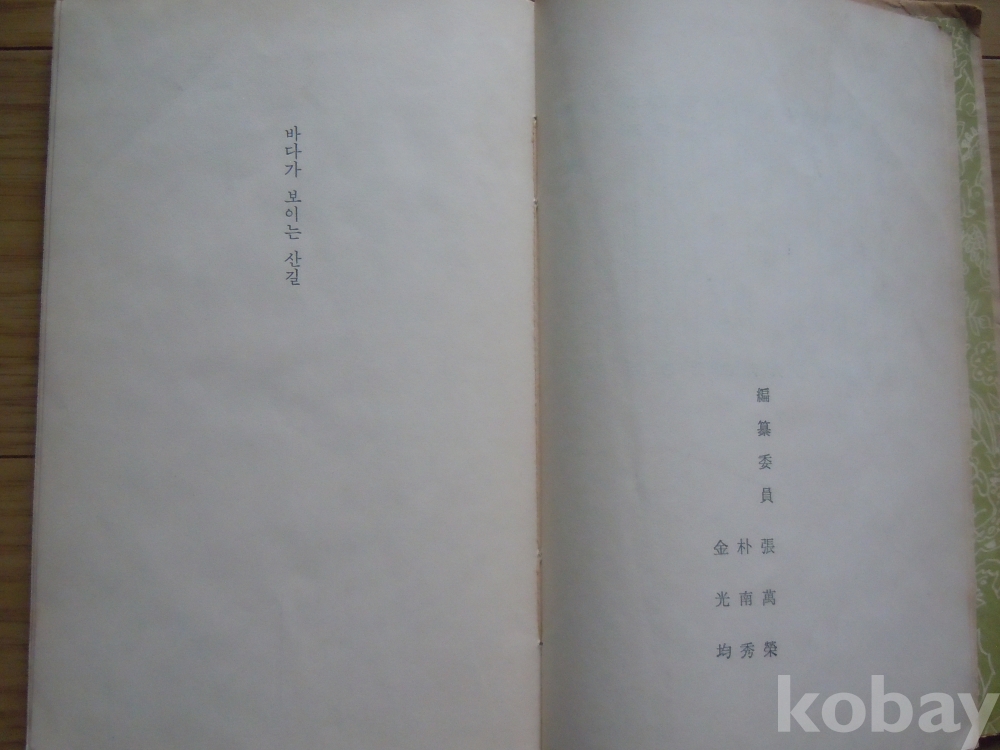 編纂委員
張萬榮
朴南秀
金光均
바다가 보이는 산길
kobay